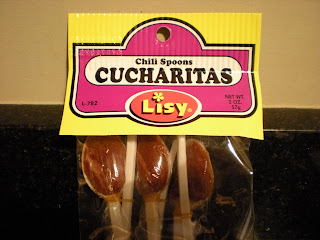 Chili Spoons
CUCHARITAS
Lisy®
L-782
NET WT.
2 OZ.
57g